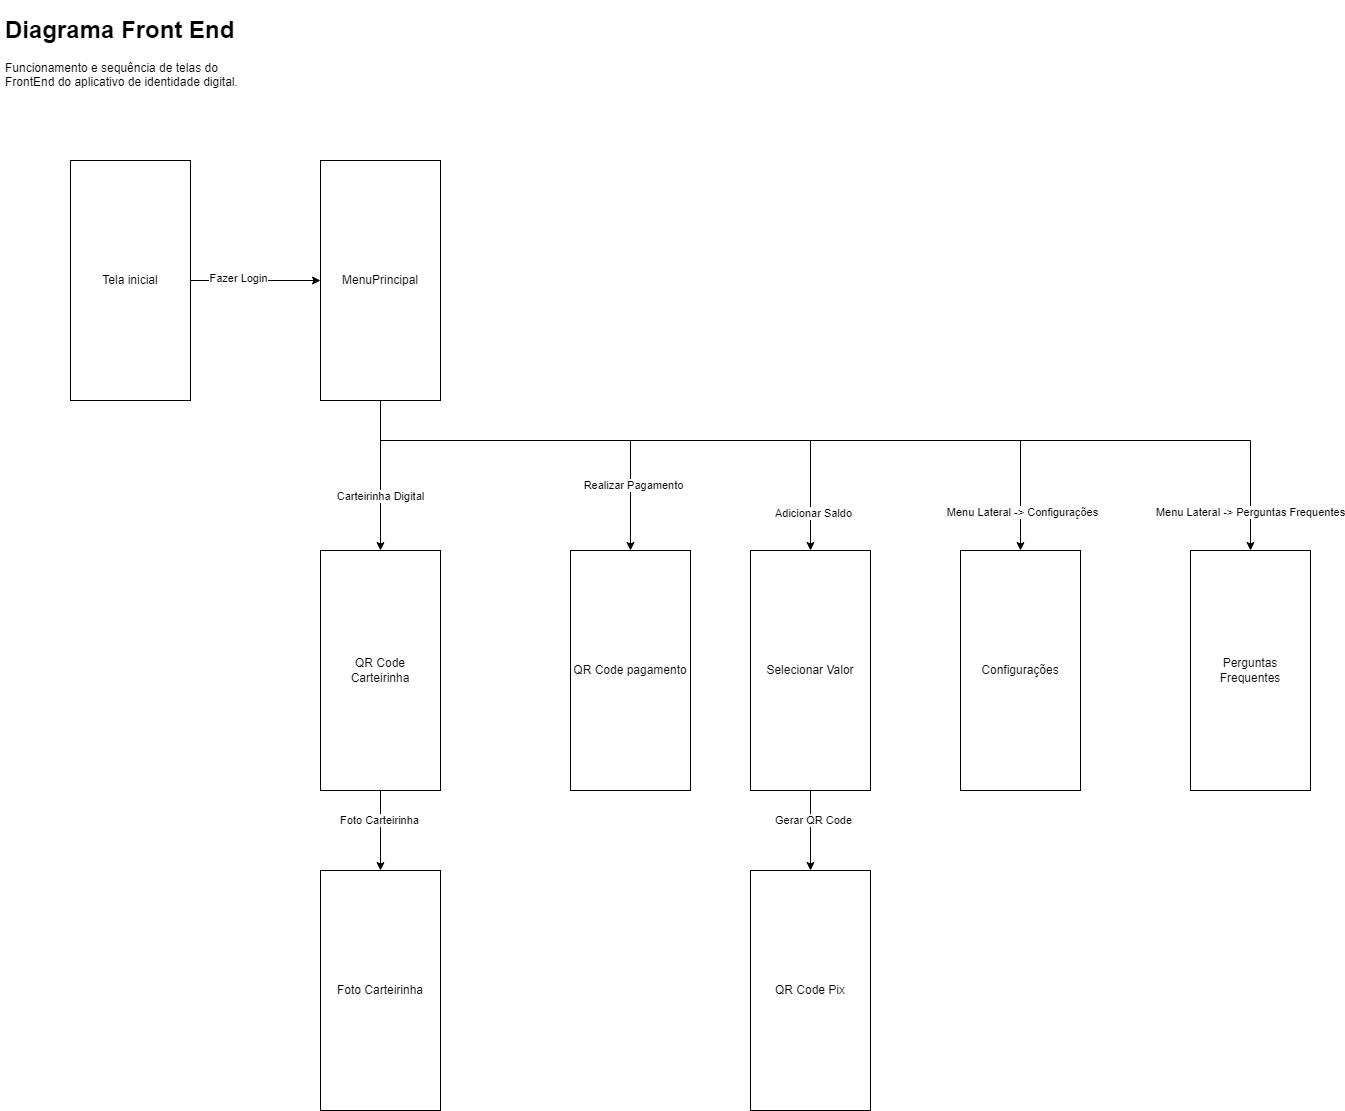 Diagrama Front End
Funcionamento e sequência de telas do
FrontEnd do aplicativo de identidade digital.
Tela inicial
Fazer Login
MenuPrincipal
Carteirinha Digital
Realizar Pagamento
Adicionar Saldo
Menu Lateral -> Configurações
Menu Lateral -> Perguntas Frequentes
QR Code
Carteirinha
QR Code pagamento
Selecionar Valor
Configurações
Perguntas
Frequentes
Foto Carteirinha
Gerar QR Code
Foto Carteirinha
QR Code Pix